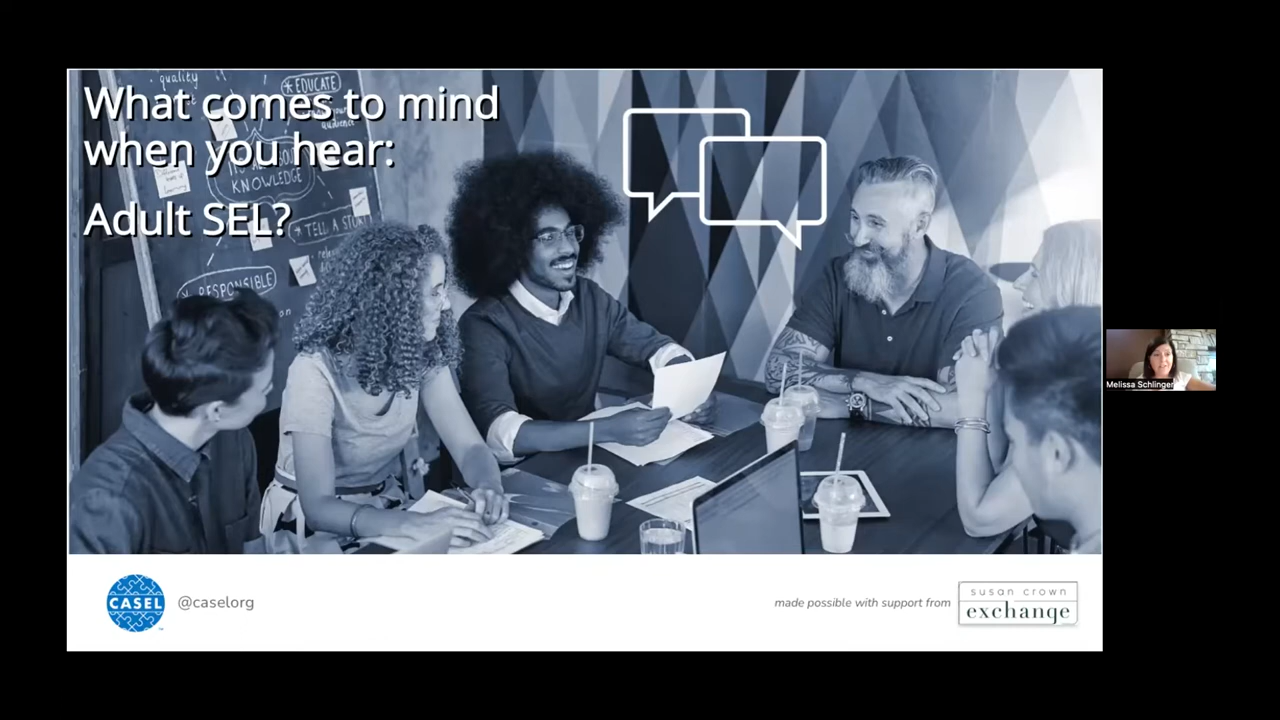 What comes to mind
when you hear:
Adult SEL?
quality
EDUCATE
audience
KNOWLEDGE
TELL A STORY
RESPONSIBLE
Melissa Schlinger
CASEL
@caselorg
made possible with support from
susan crown
exchange